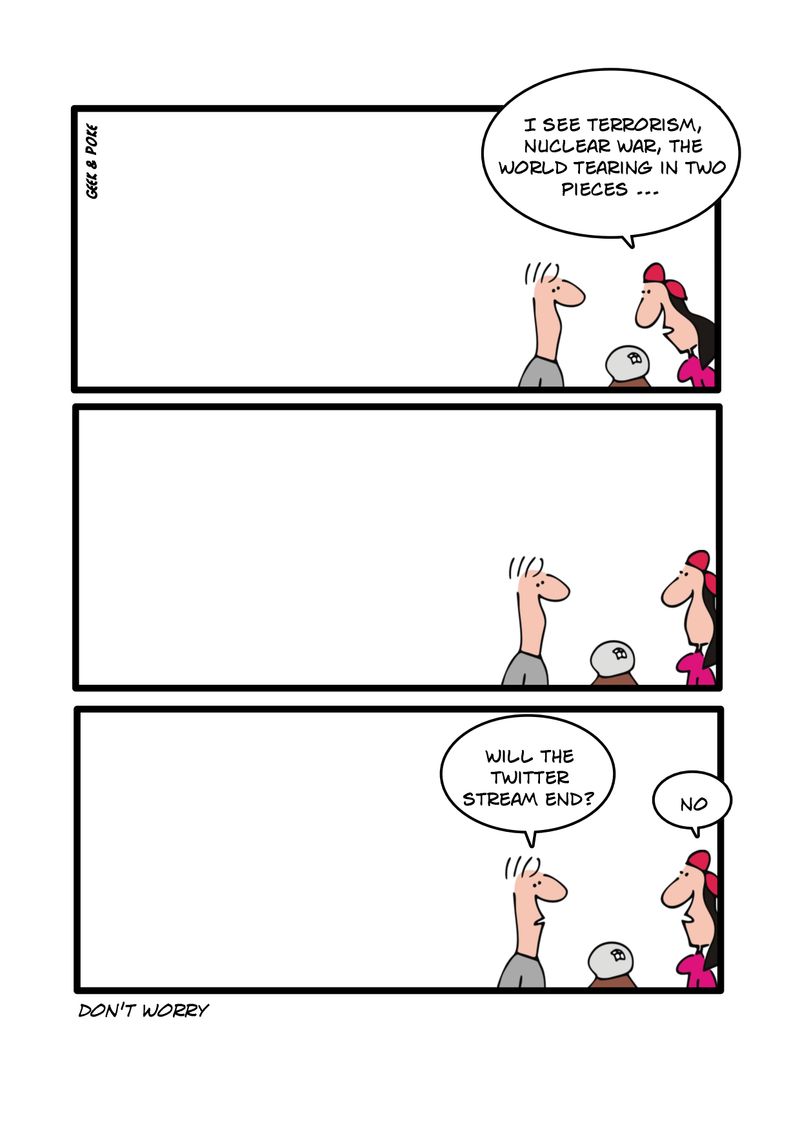 GEEK & POKE
I SEE TERRORISM,
NUCLEAR WAR, THE
WORLD TEARING IN TWO
PIECES ...
WILL THE
TWITTER
STREAM END?
NO
DON'T WORRY